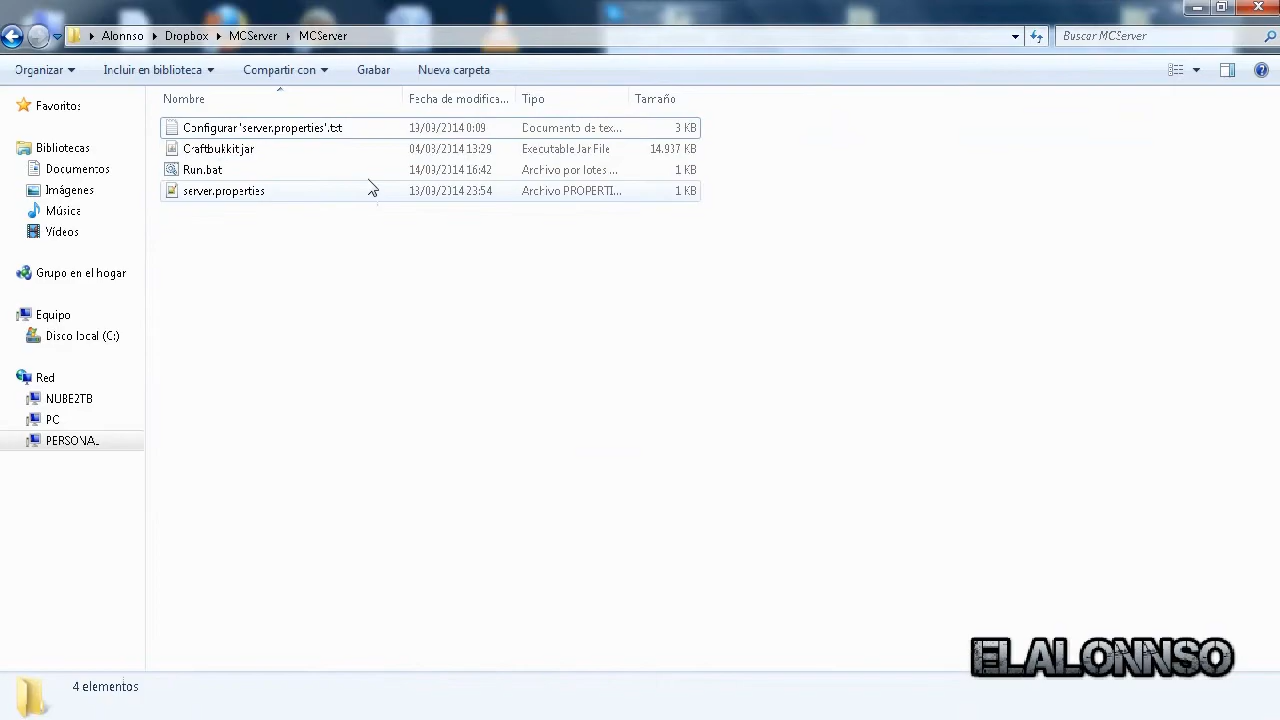 Alonnso Dropbox MCServer MCServer Buscar MCServer
Organizar Incluir en biblioteca Compartir con Grabar Nueva carpeta
Favoritos
Bibliotecas
Documentos
Imágenes
Música
Vídeos
Grupo en el hogar
Equipo
Disco local (C:)
Red
NUBE2TB
PC
PERSONA_
Nombre Fecha de modifica... Tipo Tamaño
Configurar 'server.properties'.txt 13/03/2014 0:09 Documento de tex... 3 KB
Craftbukkit.jar 04/03/2014 13:29 Executable Jar File 14.937 KB
Run.bat 14/03/2014 16:42 Archivo por lotes ... 1 KB
server.properties 13/03/2014 23:54 Archivo PROPERTI... 1 KB
ELALONNSO
4 elementos